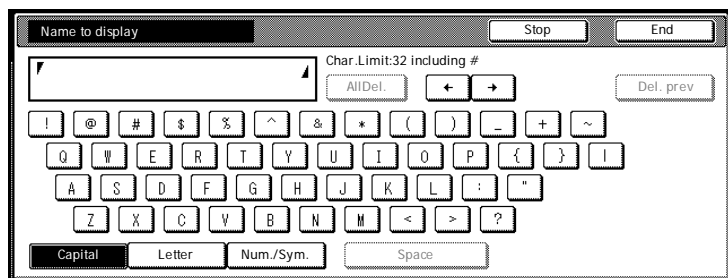 Name to display Stop End
Char.Limit:32 including #
AllDel. ← → Del. prev
! @ # $ % ^ & * ( ) _ + ~
Q W E R T Y U I O P { } |
A S D F G H J K L : "
Z X C V B N M < > ?
Capital Letter Num./Sym. Space